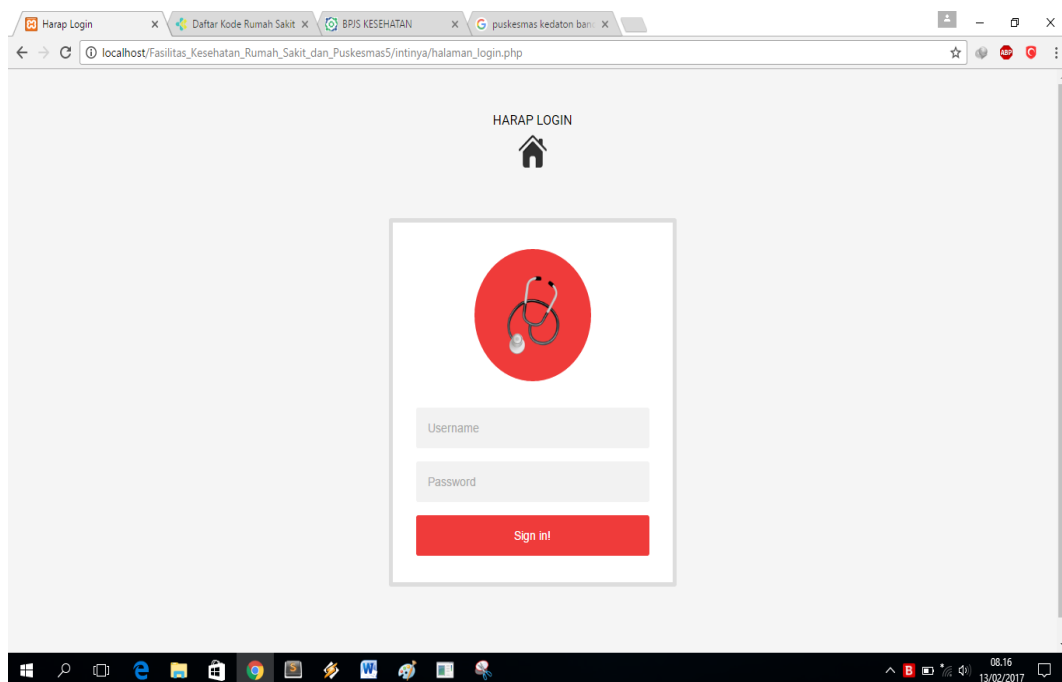 Harap Login
Daftar Kode Rumah Sakit
BPJS KESEHATAN
G puskesmas kedaton ban
localhost/Fasilitas_Kesehatan_Rumah_Sakit_dan_Puskesmas5/intinya/halaman_login.php
ABP
HARAP LOGIN
Username
Password
Sign in!
S
W
B
08.16
13/02/2017